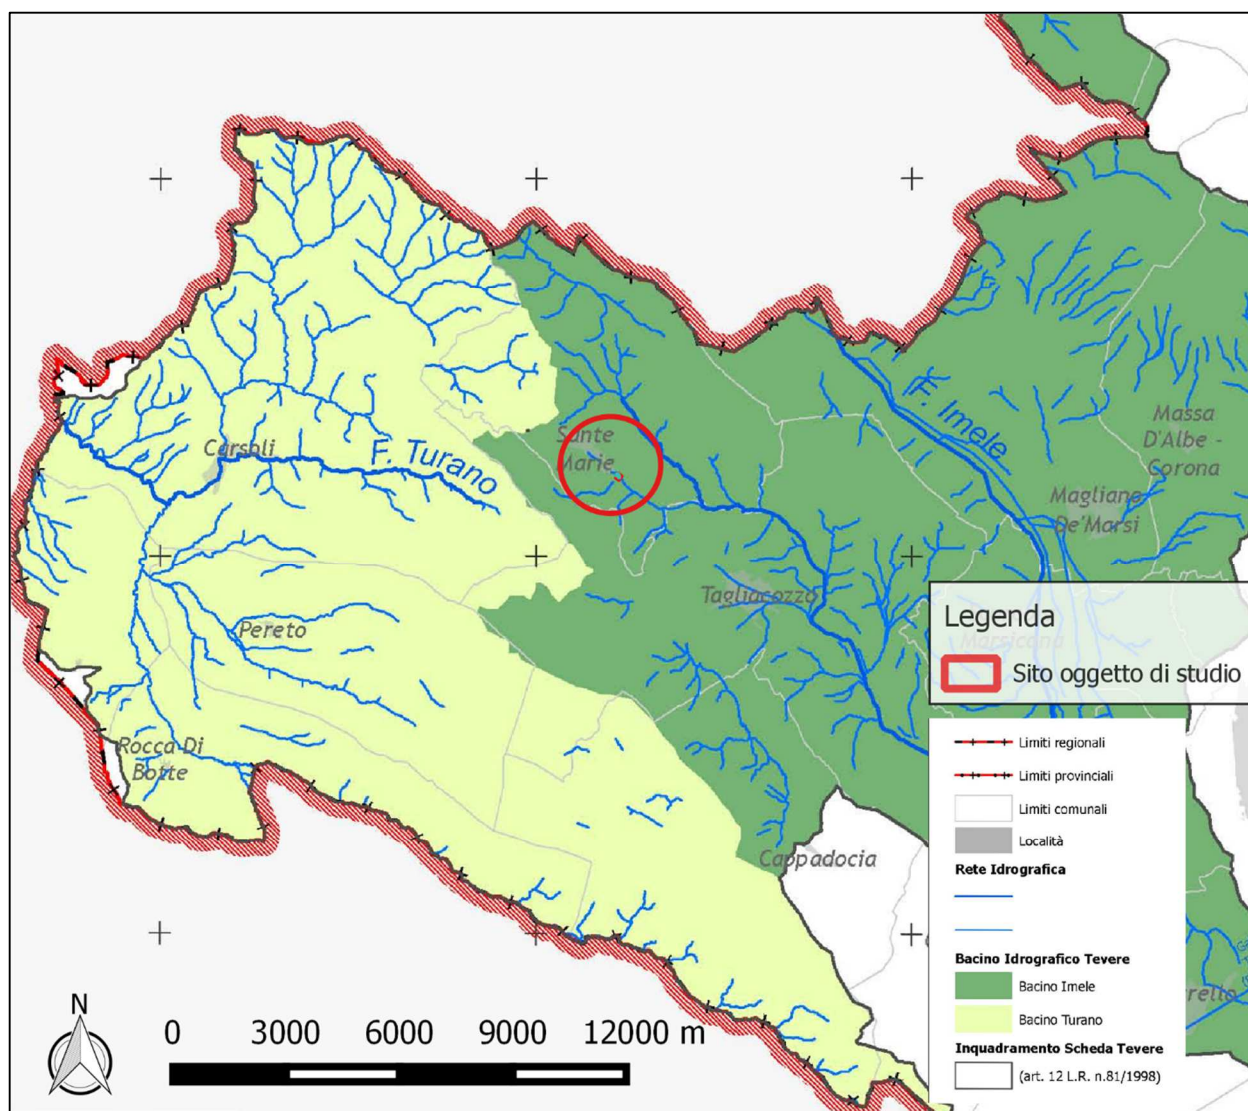 Carsoli
F. Turano
Sante
Marie
F. Imele
Massa
D'Albe -
Corona
Magliano
De'Marsi
Tagliacozzo
Marsicana
Pereto
Rocca Di
Botte
Cappadocia
rello
Legenda
Sito oggetto di studio
Limiti regionali
Limiti provinciali
Limiti comunali
Località
Rete Idrografica
Bacino Idrografico Tevere
Bacino Imele
Bacino Turano
Inquadramento Scheda Tevere
(art. 12 L.R. n.81/1998)
N
0 3000 6000 9000 12000 m